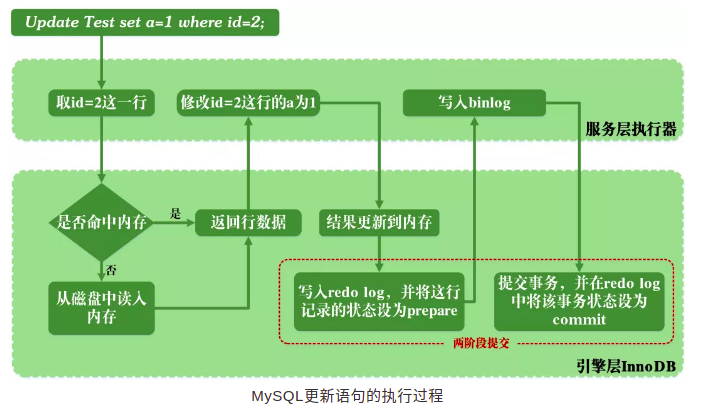 Update Test set a=1 where id=2;
取id=2这一行
修改id=2这行的a为1
写入binlog
服务层执行器
是否命中内存
是
返回行数据
结果更新到内存
否
从磁盘中读入
内存
写入redo log，并将这行
记录的状态设为prepare
提交事务，并在redo log
中将该事务状态设为
commit
两阶段提交
引擎层InnoDB
MySQL更新语句的执行过程